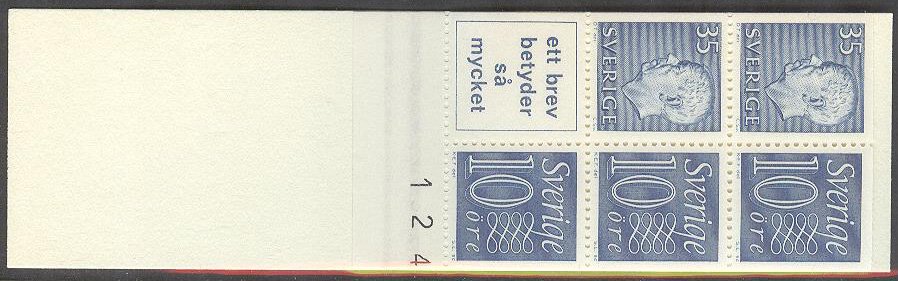 ett brev
betyder
så
mycket
35
SVERIGE
35
SVERIGE
Sverige
10
öre
Sverige
10
öre
Sverige
10
öre
1 2 4